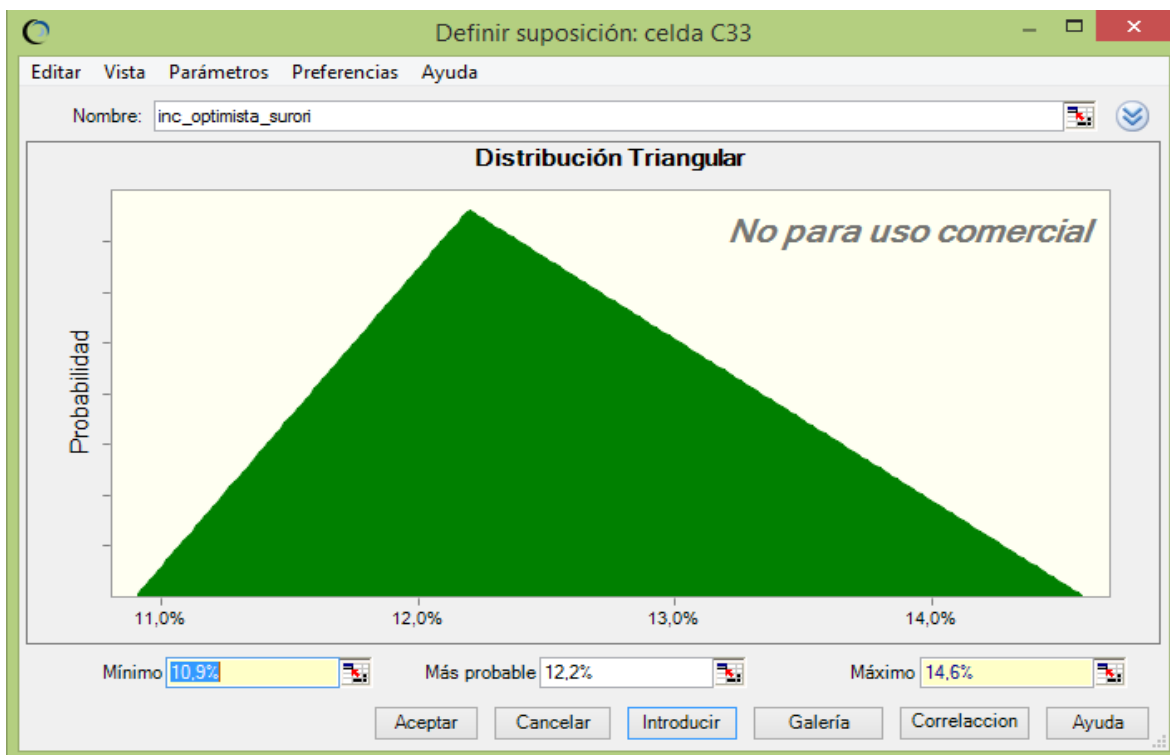 Definir suposición: celda C33
Editar Vista Parámetros Preferencias Ayuda
Nombre: inc_optimista_surori
Distribución Triangular
No para uso comercial
Probabilidad
11,0% 12,0% 13,0% 14,0%
Mínimo 10,9% Más probable 12,2% Máximo 14,6%
Aceptar Cancelar Introducir Galería Correlaccion Ayuda